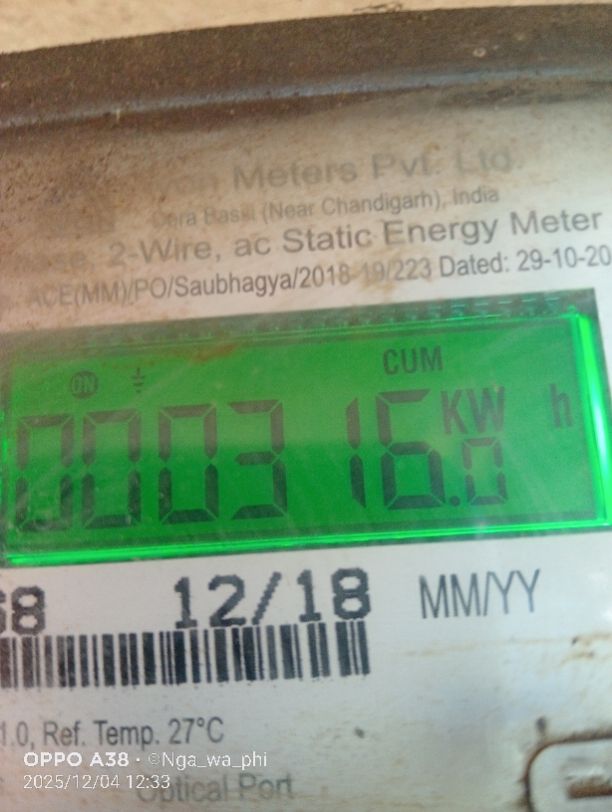 Meters Pvt. Ltd.
Dera Bassi (Near Chandigarh), India
2-Wire, ac Static Energy Meter
ACE(MM)/PO/Saubhagya/2018-19/223 Dated: 29-10-20
ON CUM
000316.0 KW h
68 12/18 MM/YY
1.0, Ref. Temp. 27°C
OPPO A38 · ©Nga_wa_phi
2025/12/04 12:33
Optical Port